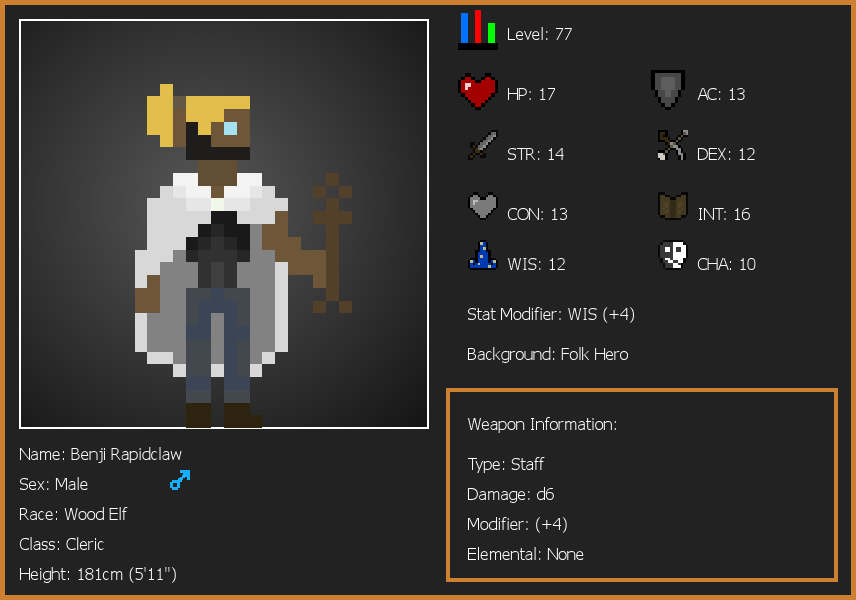 Level: 77
HP: 17
AC: 13
STR: 14
DEX: 12
CON: 13
INT: 16
WIS: 12
CHA: 10
Stat Modifier: WIS (+4)
Background: Folk Hero
Weapon Information:
Type: Staff
Damage: d6
Modifier: (+4)
Elemental: None
Name: Benji Rapidclaw
Sex: Male
Race: Wood Elf
Class: Cleric
Height: 181cm (5'11")